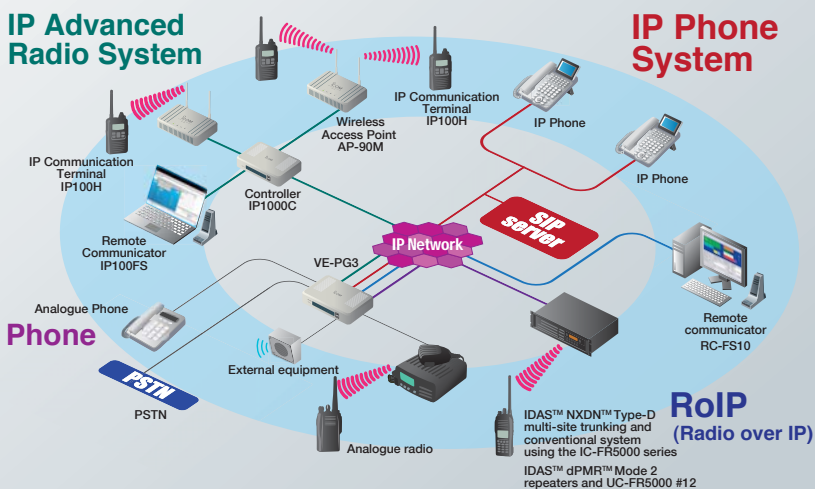 IP Advanced
Radio System
IP Phone
System
IP Communication
Terminal
IP100H
Wireless
Access Point
AP-90M
IP Phone
IP Communication
Terminal
IP100H
IP Phone
Controller
IP1000C
SIP
server
Remote
Communicator
IP100FS
IP Network
VE-PG3
Analogue Phone
Phone
Remote
communicator
RC-FS10
External equipment
PSTN
PSTN
Analogue radio
IDAS™ NXDN™ Type-D
multi-site trunking and
conventional system
using the IC-FR5000 series
IDAS™ dPMR™ Mode 2
repeaters and UC-FR5000 #12
RoIP
(Radio over IP)